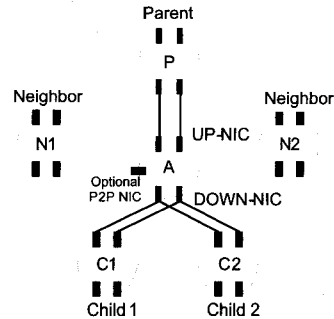 Parent
P
Neighbor
Neighbor
UP-NIC
N1
N2
A
Optional
P2P NIC
DOWN-NIC
C1
C2
Child 1
Child 2